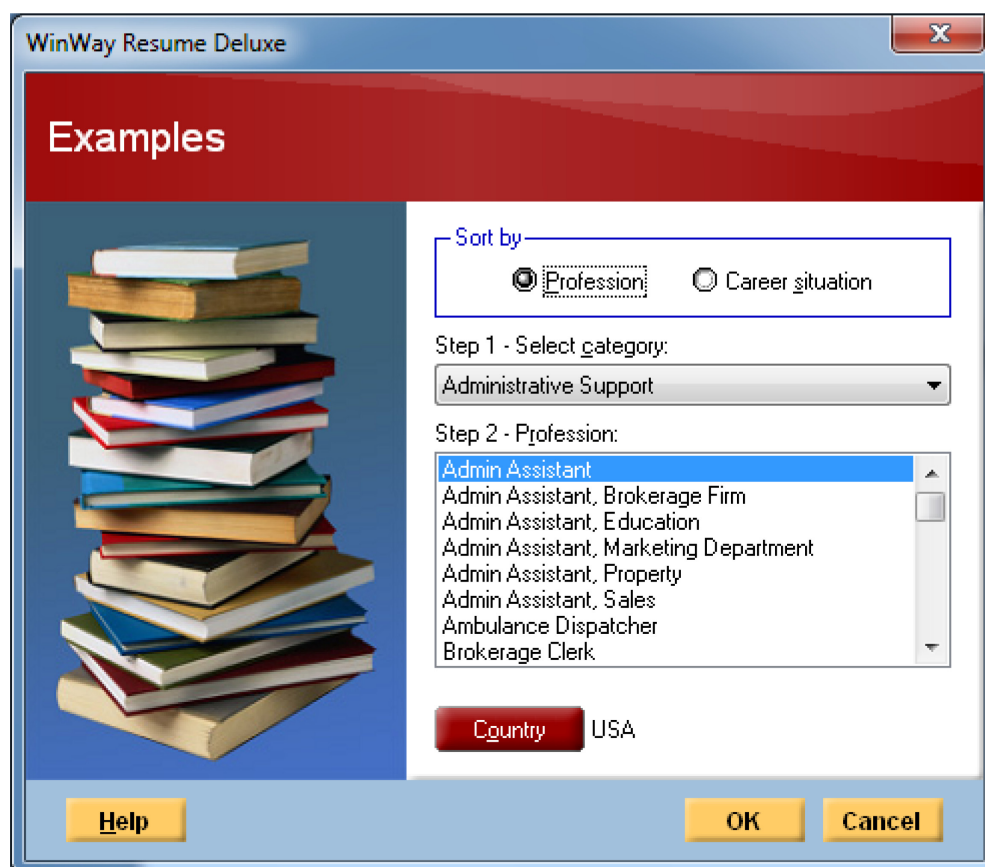 WinWay Resume Deluxe
Examples
Sort by
Profession Career situation
Step 1 - Select category:
Administrative Support
Step 2 - Profession:
Admin Assistant
Admin Assistant, Brokerage Firm
Admin Assistant, Education
Admin Assistant, Marketing Department
Admin Assistant, Property
Admin Assistant, Sales
Ambulance Dispatcher
Brokerage Clerk
Country USA
Help OK Cancel